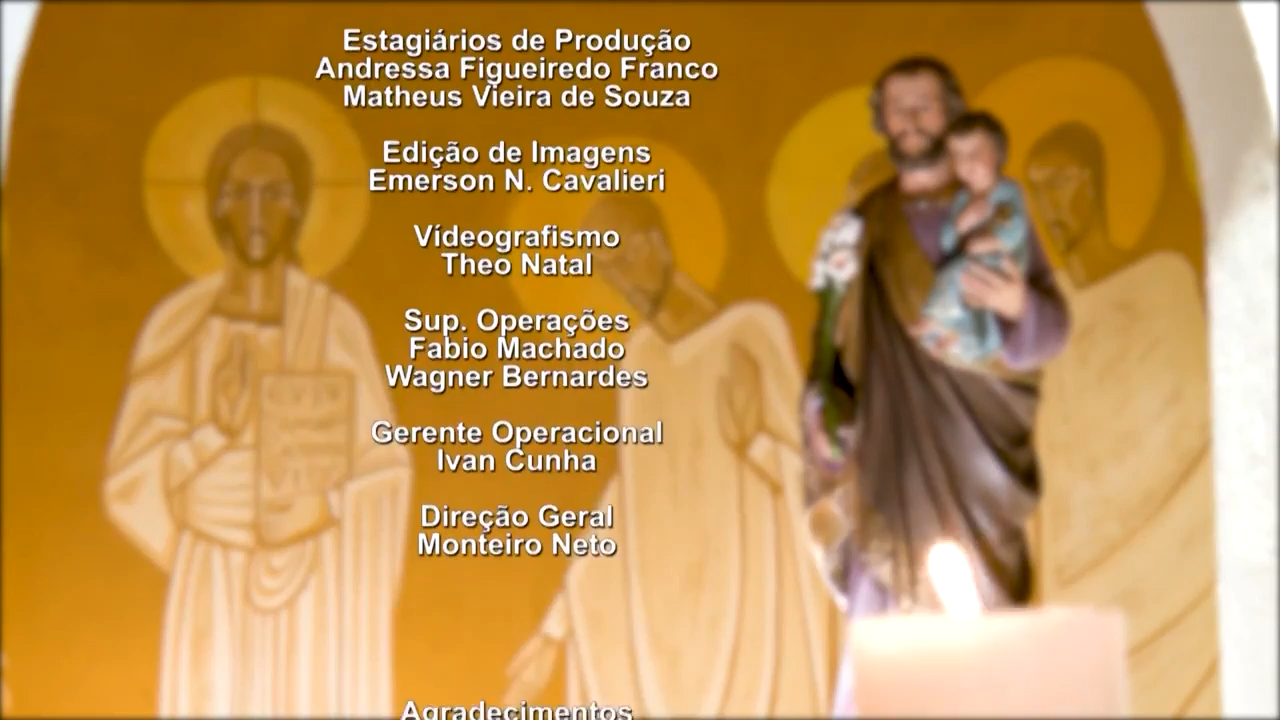 Estagiários de Produção
Andressa Figueiredo Franco
Matheus Vieira de Souza
Edição de Imagens
Emerson N. Cavalieri
Vídeografismo
Theo Natal
Sup. Operações
Fabio Machado
Wagner Bernardes
Gerente Operacional
Ivan Cunha
Direção Geral
Monteiro Neto
Agradecimentos